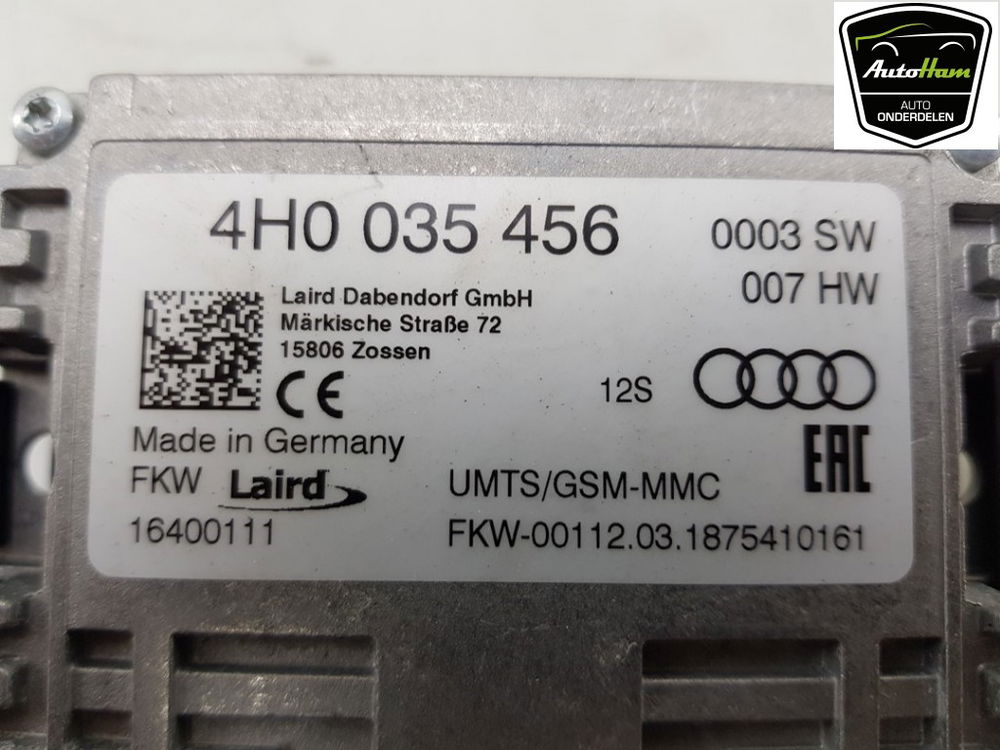 AutoHam
AUTO
ONDERDELEN
4H0 035 456
0003 SW
007 HW
Laird Dabendorf GmbH
Märkische Straße 72
15806 Zossen
CE
12S
Made in Germany
EAC
FKW Laird
UMTS/GSM-MMC
16400111
FKW-00112.03.1875410161